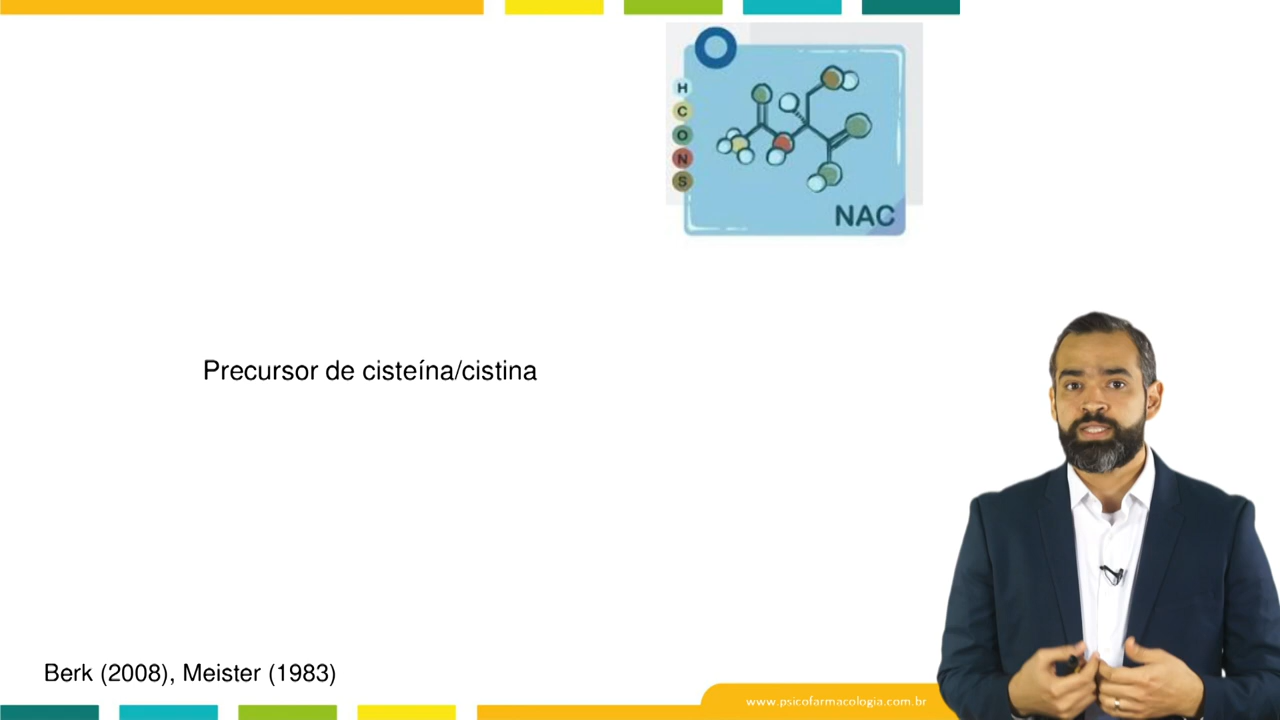 H
C
O
N
S
NAC
Precursor de cisteína/cistina
Berk (2008), Meister (1983)
www.psicofarmacologia.com.br